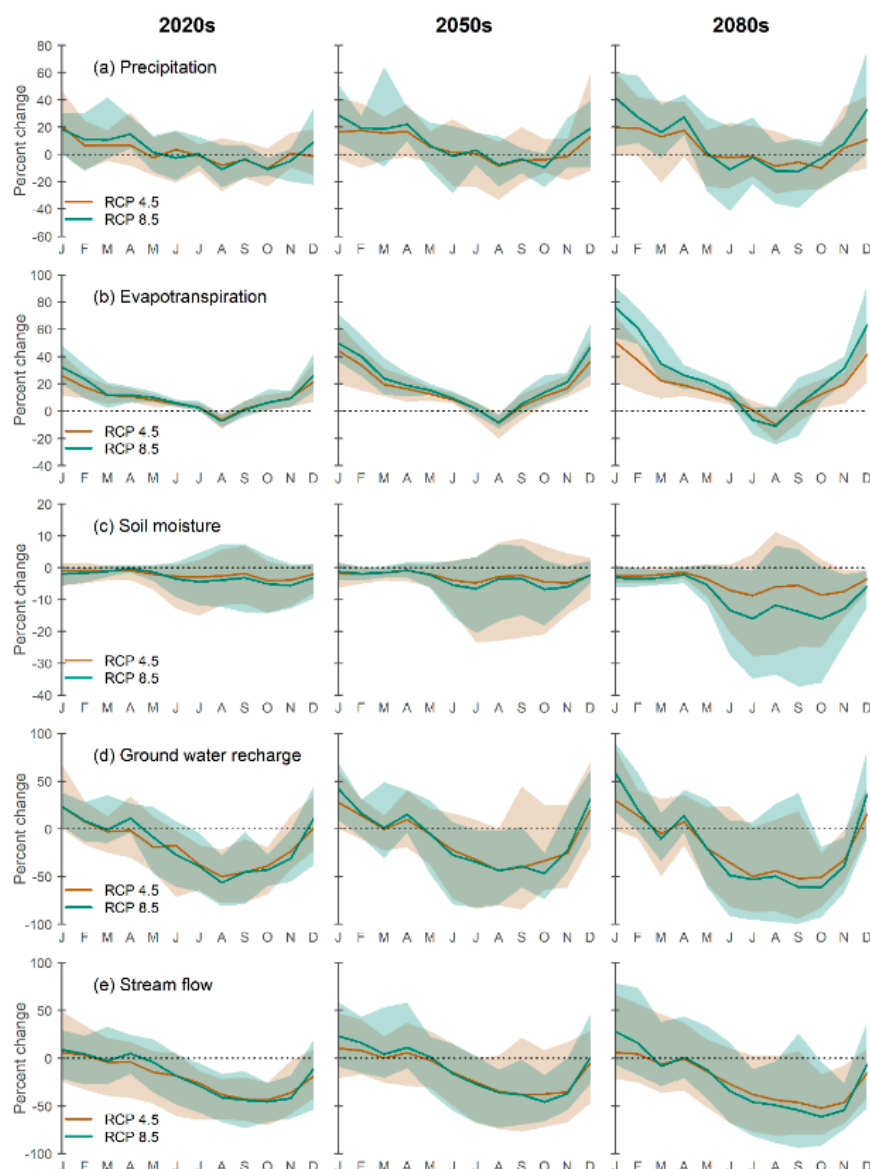 2020s 2050s 2080s
(a) Precipitation
Percent change
80
60
40
20
0
-20
-40
-60
RCP 4.5
RCP 8.5
J F M A M J J A S O N D J F M A M J J A S O N D J F M A M J J A S O N D
(b) Evapotranspiration
Percent change
100
80
60
40
20
0
-20
-40
RCP 4.5
RCP 8.5
J F M A M J J A S O N D J F M A M J J A S O N D J F M A M J J A S O N D
(c) Soil moisture
Percent change
20
10
0
-10
-20
-30
-40
RCP 4.5
RCP 8.5
J F M A M J J A S O N D J F M A M J J A S O N D J F M A M J J A S O N D
(d) Ground water recharge
Percent change
100
50
0
-50
-100
RCP 4.5
RCP 8.5
J F M A M J J A S O N D J F M A M J J A S O N D J F M A M J J A S O N D
(e) Stream flow
Percent change
100
50
0
-50
-100
RCP 4.5
RCP 8.5
J F M A M J J A S O N D J F M A M J J A S O N D J F M A M J J A S O N D